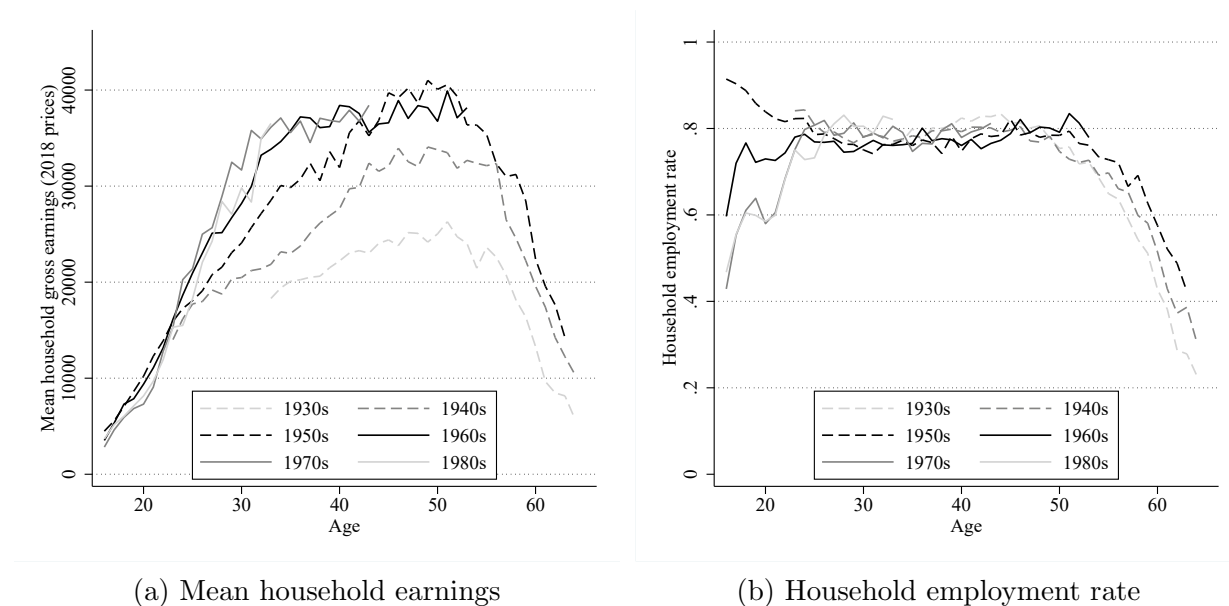 Mean household gross earnings (2018 prices)
40000
30000
20000
10000
0
20 30 40 50 60
Age
1930s 1940s
1950s 1960s
1970s 1980s
(a) Mean household earnings
Household employment rate
1
.8
.6
.4
.2
0
20 30 40 50 60
Age
1930s 1940s
1950s 1960s
1970s 1980s
(b) Household employment rate